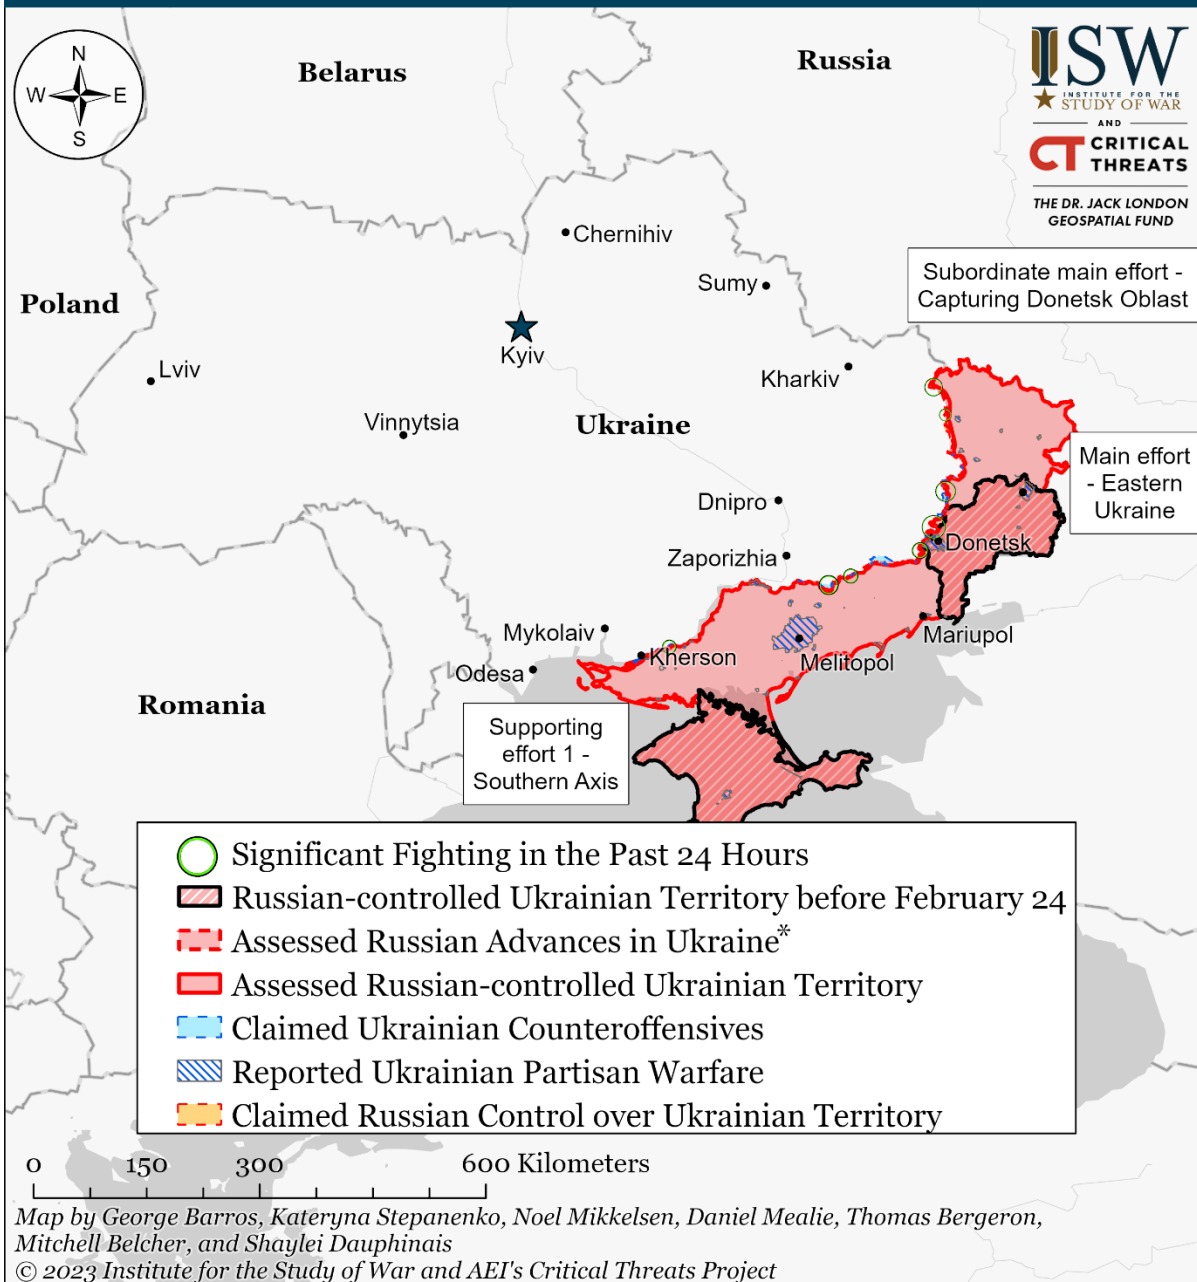 N
W
E
S
Belarus
Russia
ISW
INSTITUTE FOR THE
STUDY OF WAR
AND
CT CRITICAL
THREATS
THE DR. JACK LONDON
GEOSPATIAL FUND
Chernihiv
Subordinate main effort -
Capturing Donetsk Oblast
Sumy
Poland
Kyiv
Lviv
Kharkiv
Vinnytsia
Ukraine
Main effort
- Eastern
Ukraine
Dnipro
Donetsk
Zaporizhia
Mykolaiv
Mariupol
Kherson
Melitopol
Odesa
Romania
Supporting
effort 1 -
Southern Axis
Significant Fighting in the Past 24 Hours
Russian-controlled Ukrainian Territory before February 24
Assessed Russian Advances in Ukraine*
Assessed Russian-controlled Ukrainian Territory
Claimed Ukrainian Counteroffensives
Reported Ukrainian Partisan Warfare
Claimed Russian Control over Ukrainian Territory
0 150 300 600 Kilometers
Map by George Barros, Kateryna Stepanenko, Noel Mikkelsen, Daniel Mealie, Thomas Bergeron,
Mitchell Belcher, and Shaylei Dauphinais
© 2023 Institute for the Study of War and AEI's Critical Threats Project